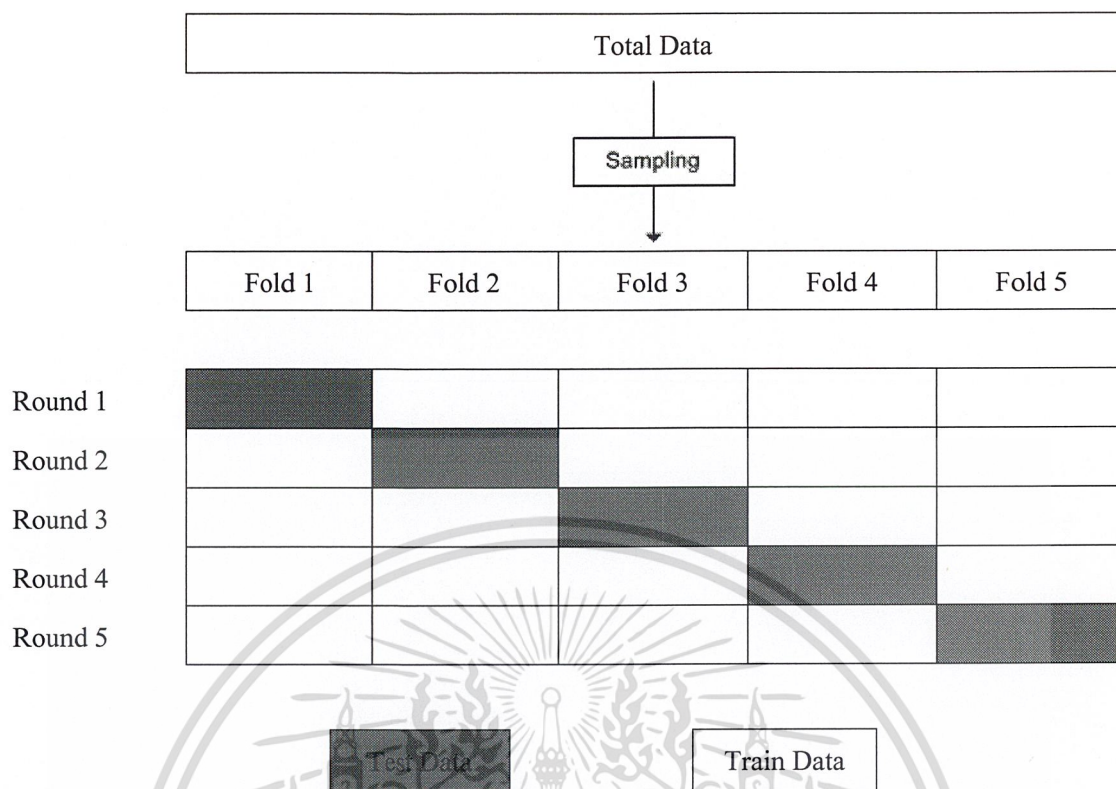 Total Data
Sampling
Fold 1 Fold 2 Fold 3 Fold 4 Fold 5
Round 1
Round 2
Round 3
Round 4
Round 5
Test Data Train Data